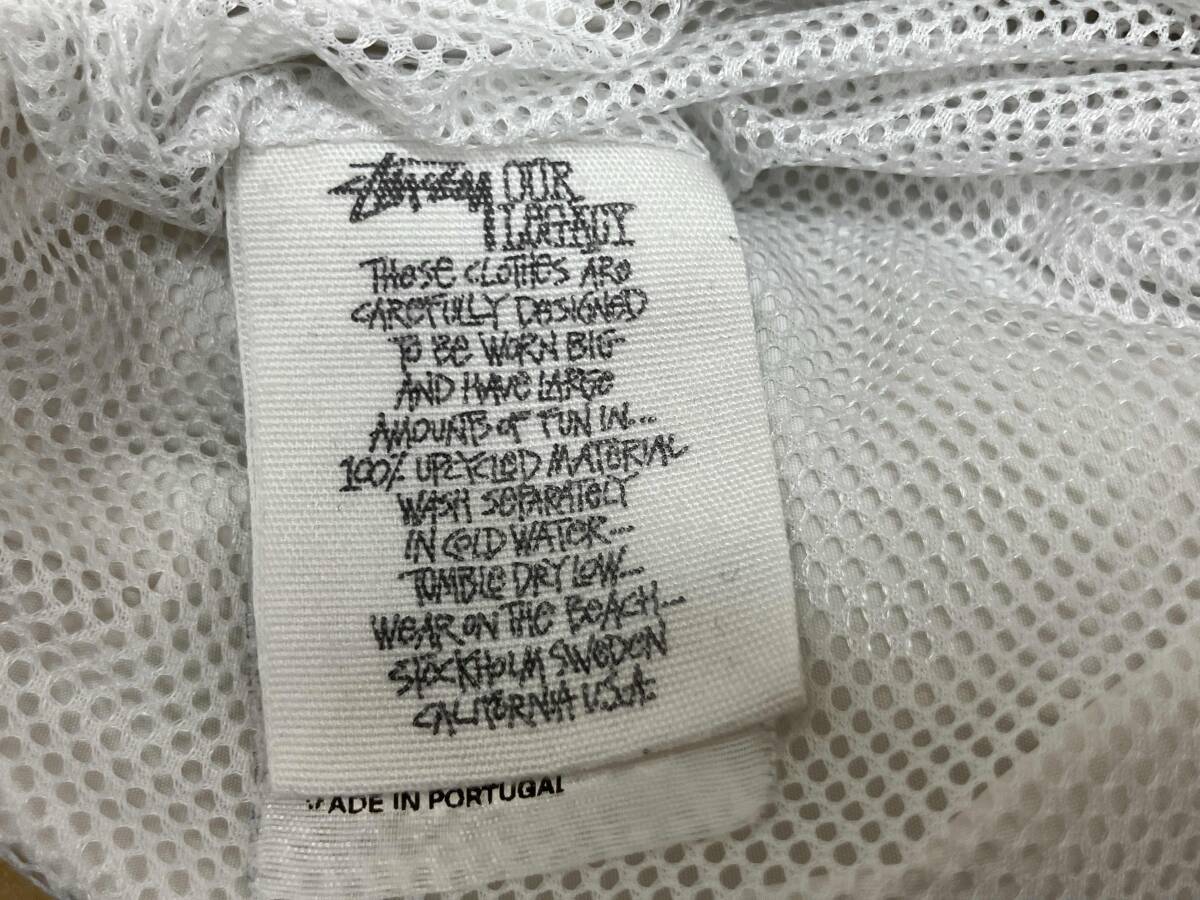 Stüssy OUR
LEGACY
THeSe CLOTHES ARe
CAReFULLY DeSIGNeD
TO Be WORN BIG
AND HAVe LARGe
AMOUNTS OF FUN IN...
100% UPCYCLeD MATeRIAL
WASH SePARATeLY
IN COLD WATeR...
TUMBLe DRY LOW...
WeAR ON THe BeACH...
STOCKHOLM SWeDeN
CALIFORNIA U.S.A.
MADE IN PORTUGAL